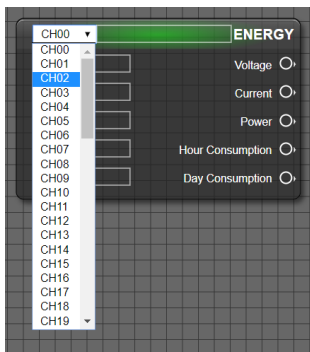 CH00 ENERGY
CH00
CH01 Voltage
CH02
CH03 Current
CH04
CH05 Power
CH06
CH07 Hour Consumption
CH08
CH09 Day Consumption
CH10
CH11
CH12
CH13
CH14
CH15
CH16
CH17
CH18
CH19